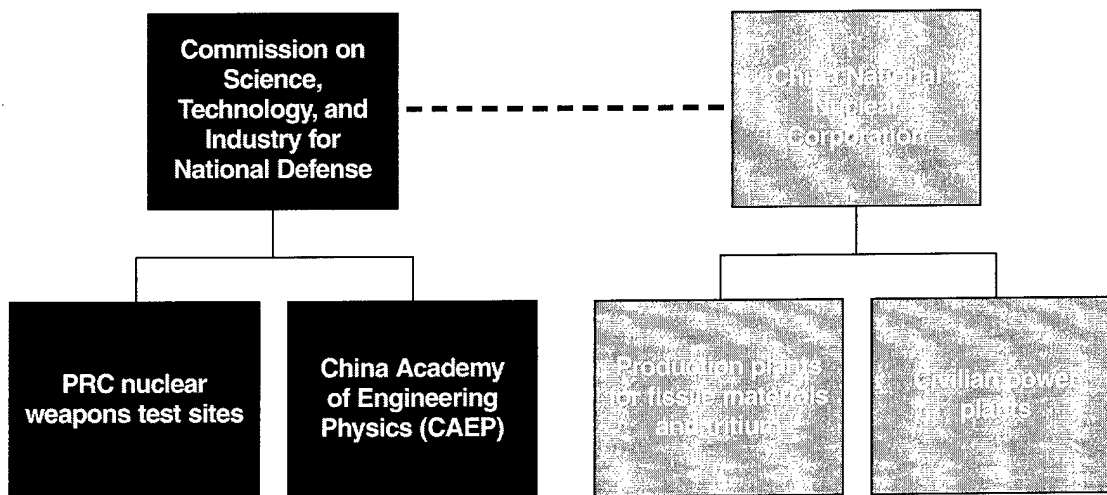 Commission on
Science,
Technology, and
Industry for
National Defense
China National
Nuclear
Corporation
PRC nuclear
weapons test sites
China Academy
of Engineering
Physics (CAEP)
Production plants
for fissile materials
and tritium
Civilian power
plants